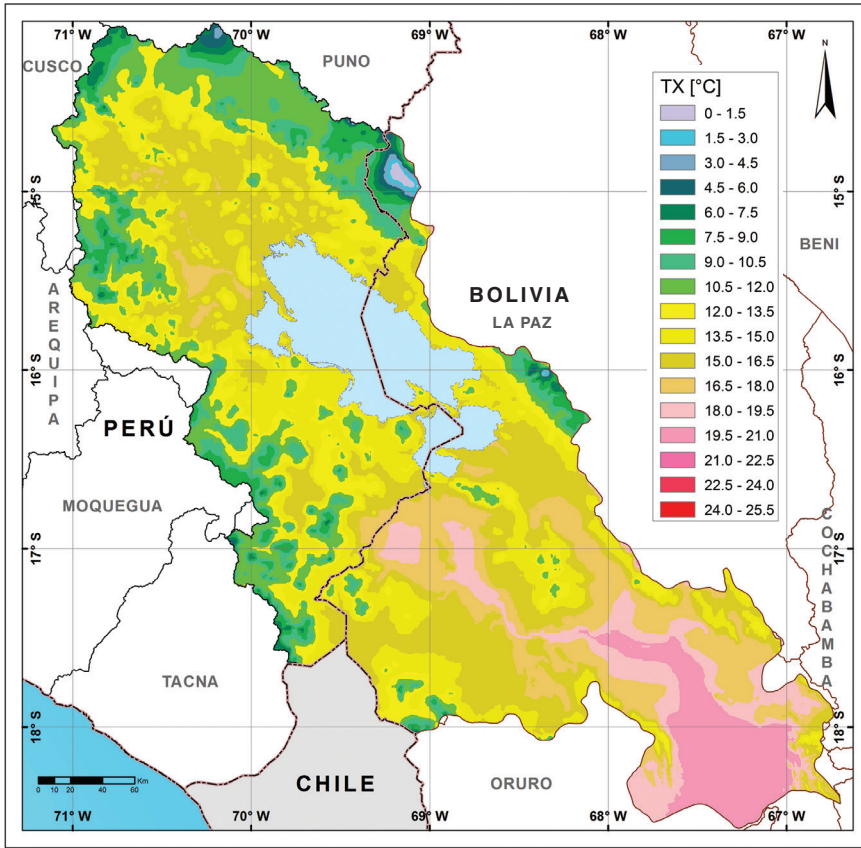 71° W
70° W
69°W
68° W
67° W
N
CUSCO
PUNO
TX [°C]
0 - 1.5
1.5 - 3.0
3.0 - 4.5
4.5 - 6.0
6.0 - 7.5
7.5 - 9.0
9.0 - 10.5
10.5 - 12.0
12.0 - 13.5
13.5 - 15.0
15.0 - 16.5
16.5 - 18.0
18.0 - 19.5
19.5 - 21.0
21.0 - 22.5
22.5 - 24.0
24.0 - 25.5
15°S
15°S
BENI
BOLIVIA
LA PAZ
AREQUIPA
16°S
16°S
PERÚ
MOQUEGUA
COCHABAMBA
17°S
17°S
TACNA
18°S
18°S
Km
0 10 20 40 60
CHILE
ORURO
71° W
70° W
69°W
68° W
67° W